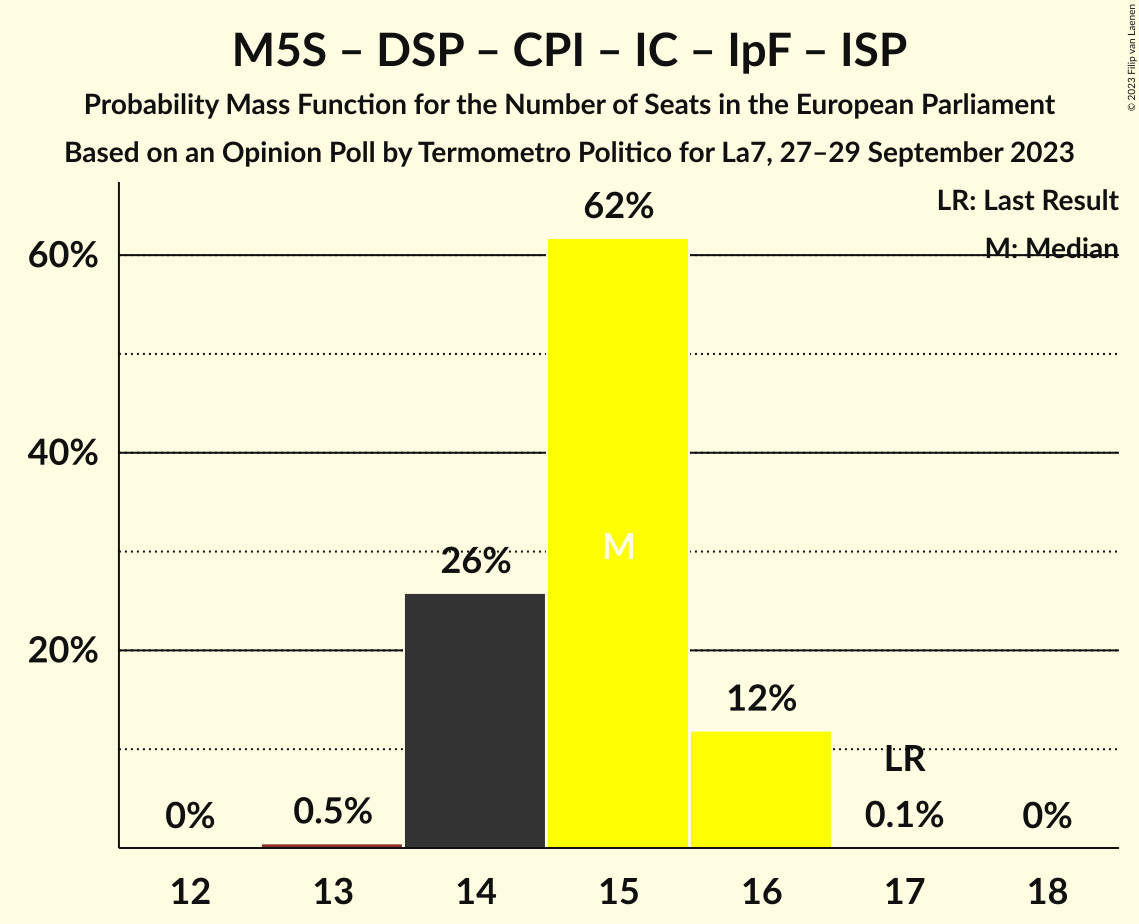 M5S – DSP – CPI – IC – IpF – ISP
Probability Mass Function for the Number of Seats in the European Parliament
Based on an Opinion Poll by Termometro Politico for La7, 27–29 September 2023
© 2023 Filip van Laenen
LR: Last Result
M: Median
60%
40%
20%
0%
0.5%
26%
62%
M
12%
LR
0.1%
0%
12 13 14 15 16 17 18